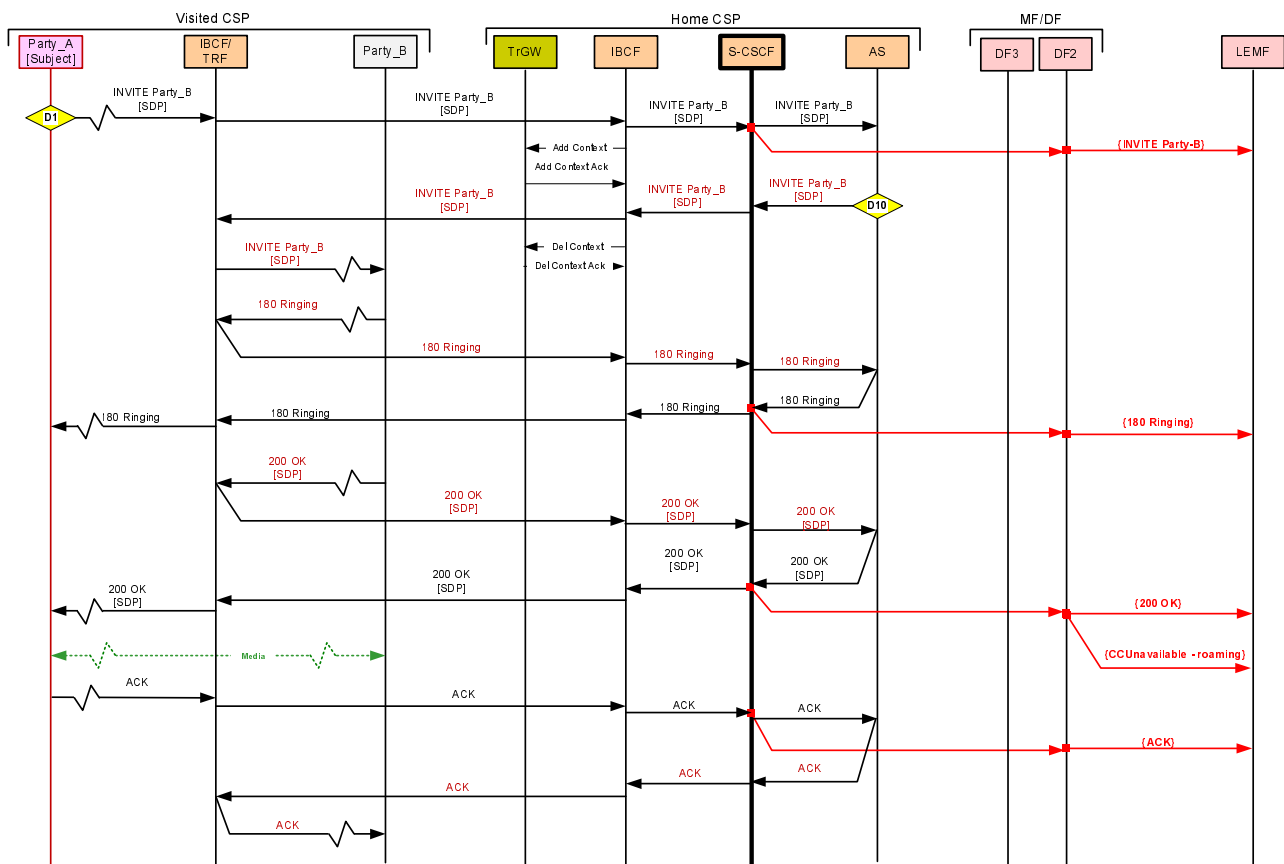 Visited CSP
Home CSP
MF/DF
Party_A
[Subject]
IBCF/
TRF
Party_B
TrGW
IBCF
S-CSCF
AS
DF3
DF2
LEMF
D1
INVITE Party_B
[SDP]
INVITE Party_B
[SDP]
INVITE Party_B
[SDP]
INVITE Party_B
[SDP]
{INVITE Party-B}
Add Context
Add Context Ack
INVITE Party_B
[SDP]
INVITE Party_B
[SDP]
INVITE Party_B
[SDP]
D10
INVITE Party_B
[SDP]
Del Context
Del Context Ack
180 Ringing
180 Ringing
180 Ringing
180 Ringing
180 Ringing
180 Ringing
180 Ringing
180 Ringing
{180 Ringing}
200 OK
[SDP]
200 OK
[SDP]
200 OK
[SDP]
200 OK
[SDP]
200 OK
[SDP]
200 OK
[SDP]
200 OK
[SDP]
200 OK
[SDP]
{200 OK}
Media
{CCUnavailable - roaming}
ACK
ACK
ACK
ACK
{ACK}
ACK
ACK
ACK
ACK